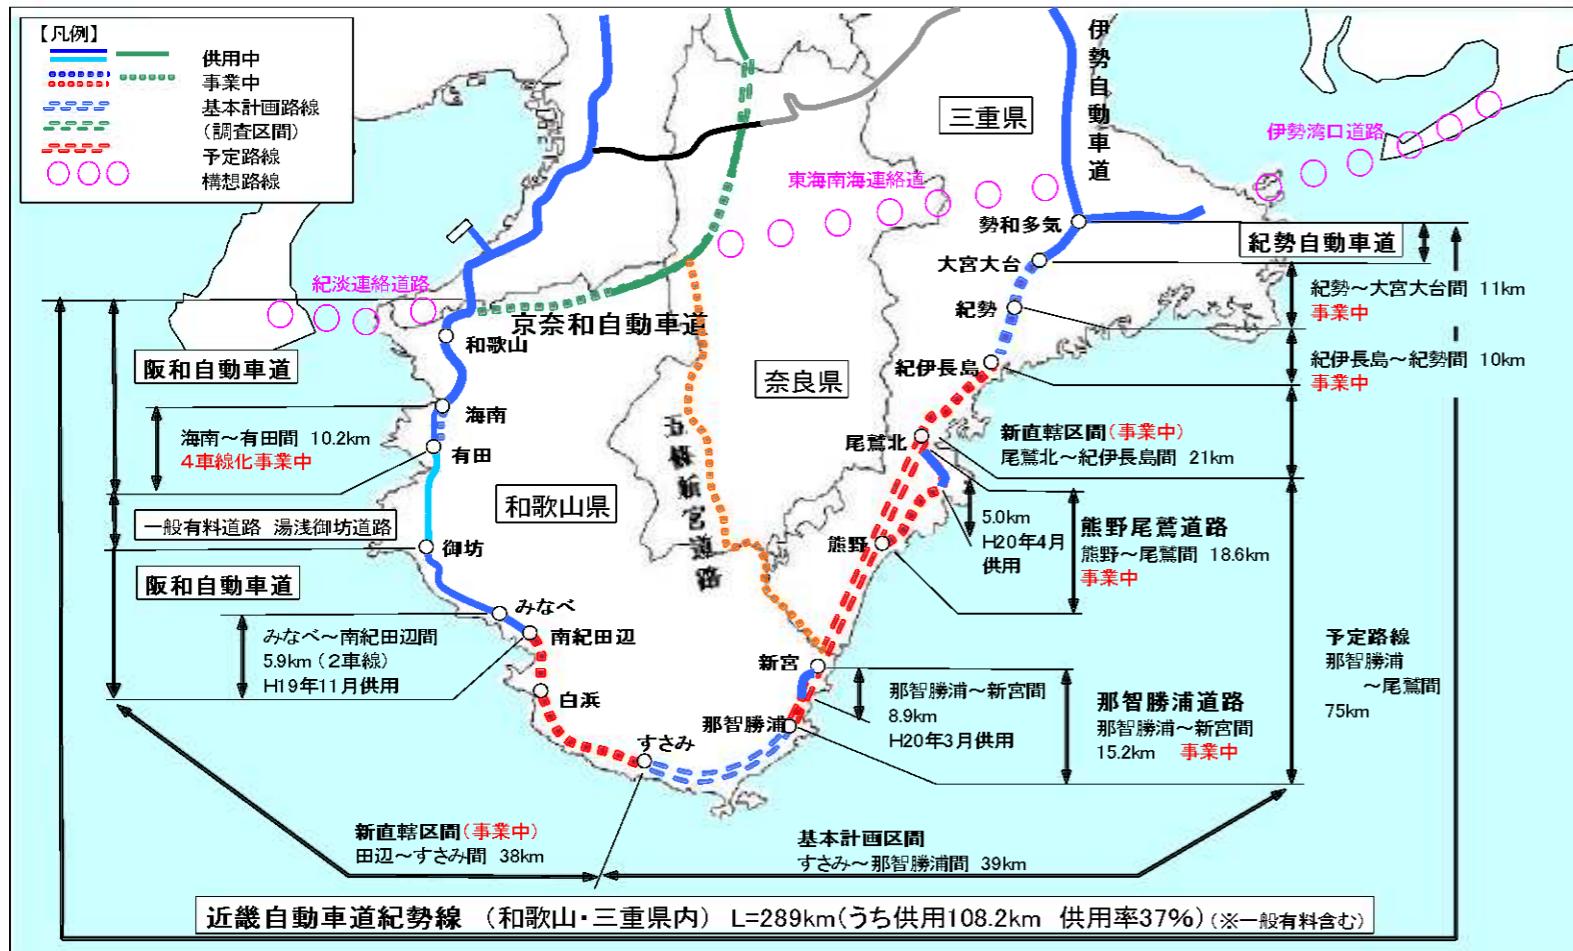 【凡例】
供用中
事業中
基本計画路線
(調査区間)
予定路線
構想路線
伊勢自動車道
三重県
伊勢湾口道路
東海南海連絡道
勢和多気
紀勢自動車道
大宮大台
紀勢～大宮大台間 11km
事業中
紀淡連絡道路
紀勢
京奈和自動車道
和歌山
紀伊長島
紀伊長島～紀勢間 10km
事業中
阪和自動車道
奈良県
海南
海南～有田間 10.2km
4車線化事業中
有田
五條新宮道路
尾鷲北
新直轄区間(事業中)
尾鷲北～紀伊長島間 21km
和歌山県
一般有料道路 湯浅御坊道路
御坊
5.0km
H20年4月
供用
熊野
熊野尾鷲道路
熊野～尾鷲間 18.6km
事業中
阪和自動車道
みなべ
南紀田辺
みなべ～南紀田辺間
5.9km (2車線)
H19年11月供用
白浜
新宮
予定路線
那智勝浦
～尾鷲間
75km
那智勝浦～新宮間
8.9km
H20年3月供用
那智勝浦道路
那智勝浦～新宮間
15.2km 事業中
那智勝浦
すさみ
新直轄区間(事業中)
田辺～すさみ間 38km
基本計画区間
すさみ～那智勝浦間 39km
近畿自動車道紀勢線 (和歌山・三重県内) L=289km(うち供用108.2km 供用率37%)(※一般有料含む)